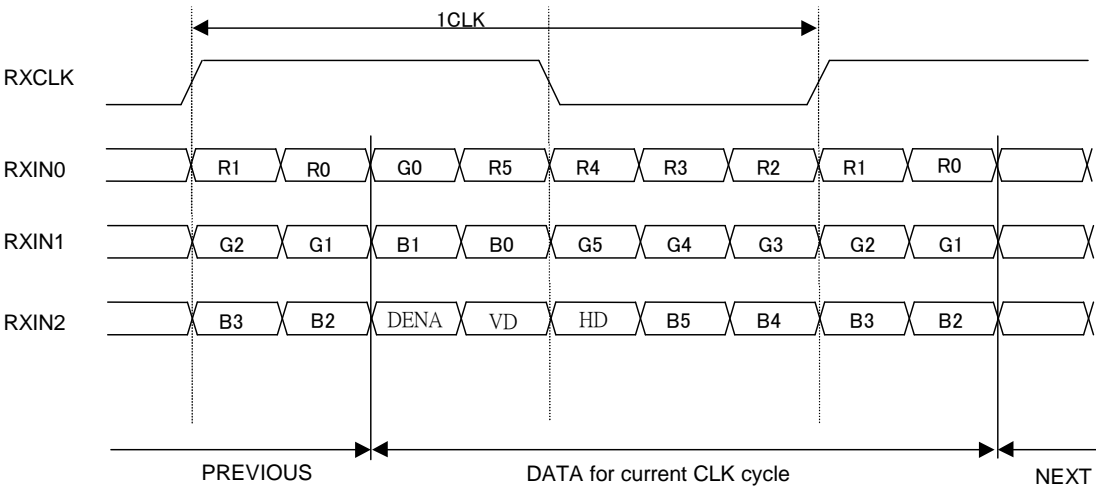 1CLK
RXCLK
RXIN0 R1 R0 G0 R5 R4 R3 R2 R1 R0
RXIN1 G2 G1 B1 B0 G5 G4 G3 G2 G1
RXIN2 B3 B2 DENA VD HD B5 B4 B3 B2
PREVIOUS DATA for current CLK cycle NEXT